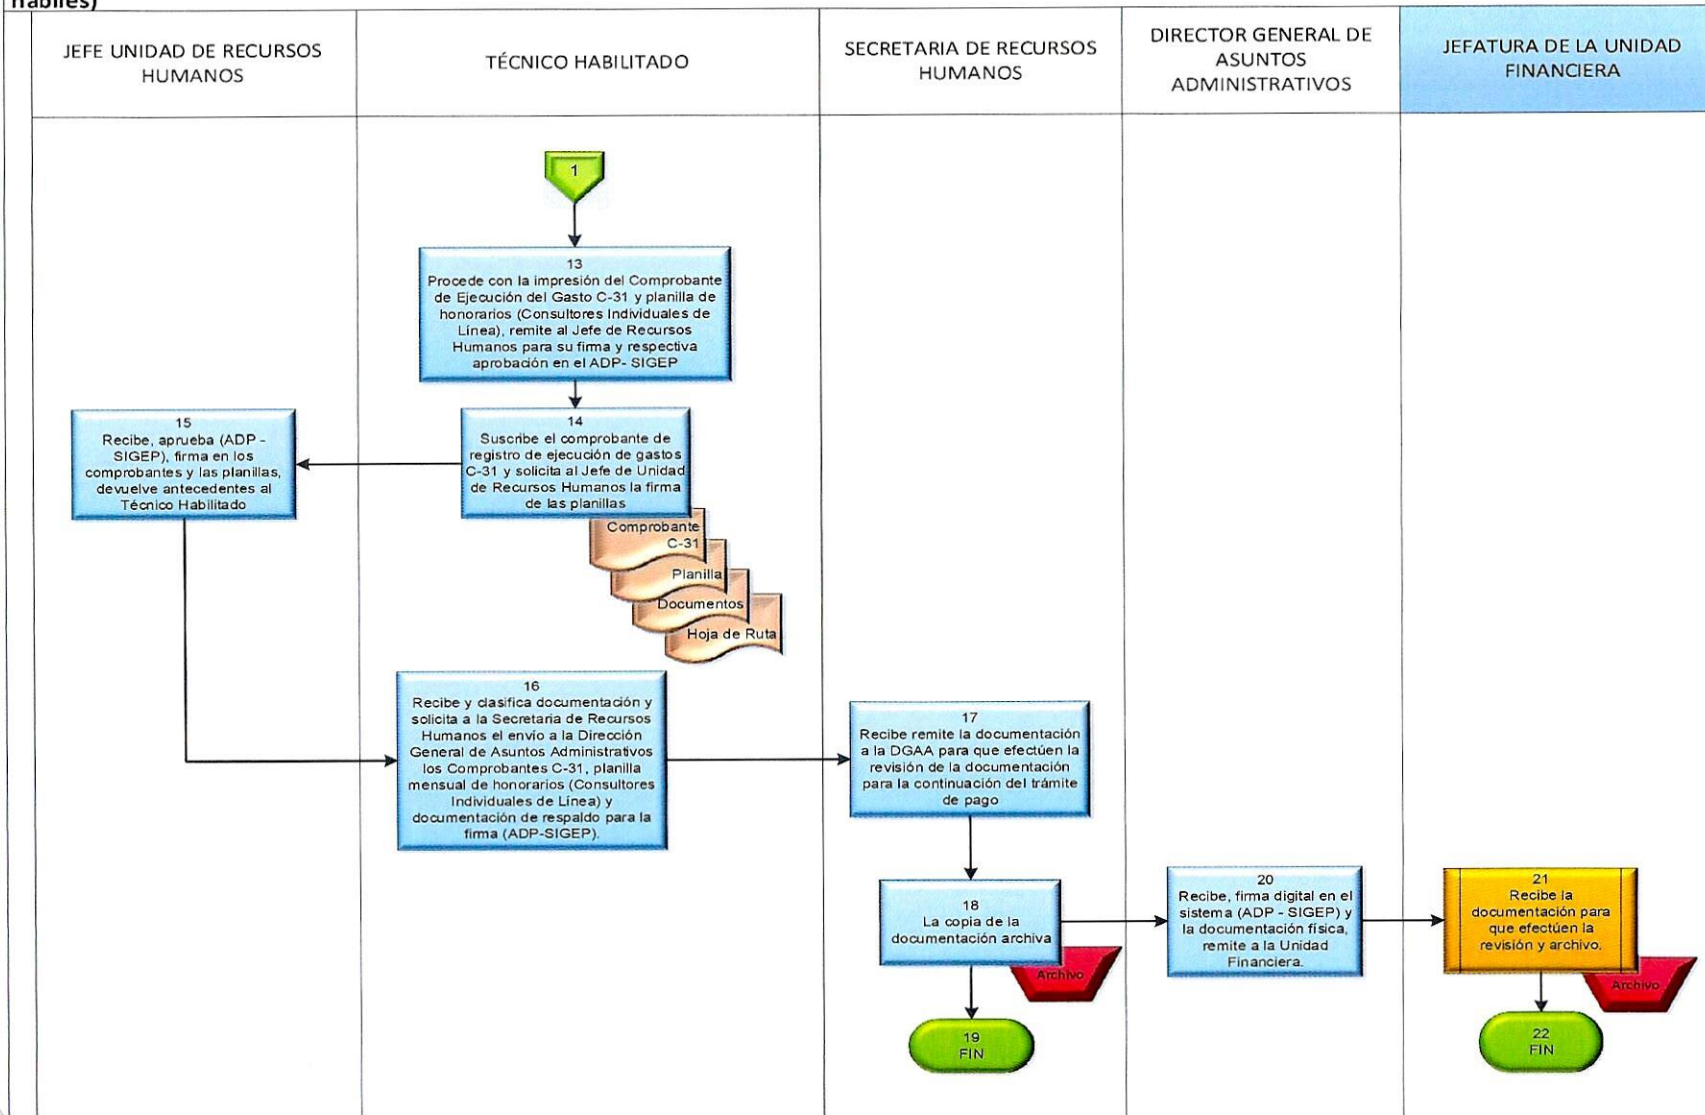 hábiles)
JEFE UNIDAD DE RECURSOS
HUMANOS
TÉCNICO HABILITADO
SECRETARIA DE RECURSOS
HUMANOS
DIRECTOR GENERAL DE
ASUNTOS
ADMINISTRATIVOS
JEFATURA DE LA UNIDAD
FINANCIERA
1
13
Procede con la impresión del Comprobante
de Ejecución del Gasto C-31 y planilla de
honorarios (Consultores Individuales de
Línea), remite al Jefe de Recursos
Humanos para su firma y respectiva
aprobación en el ADP- SIGEP
15
Recibe, aprueba (ADP -
SIGEP), firma en los
comprobantes y las planillas,
devuelve antecedentes al
Técnico Habilitado
14
Suscribe el comprobante de
registro de ejecución de gastos
C-31 y solicita al Jefe de Unidad
de Recursos Humanos la firma
de las planillas
Comprobante
C-31
Planilla
Documentos
Hoja de Ruta
16
Recibe y clasifica documentación y
solicita a la Secretaria de Recursos
Humanos el envío a la Dirección
General de Asuntos Administrativos
los Comprobantes C-31, planilla
mensual de honorarios (Consultores
Individuales de Línea) y
documentación de respaldo para la
firma (ADP-SIGEP).
17
Recibe remite la documentación
a la DGAA para que efectúen la
revisión de la documentación
para la continuación del trámite
de pago
18
La copia de la
documentación archiva
Archivo
19
FIN
20
Recibe, firma digital en el
sistema (ADP - SIGEP) y
la documentación física,
remite a la Unidad
Financiera.
21
Recibe la
documentación para
que efectúen la
revisión y archivo.
Archivo
22
FIN